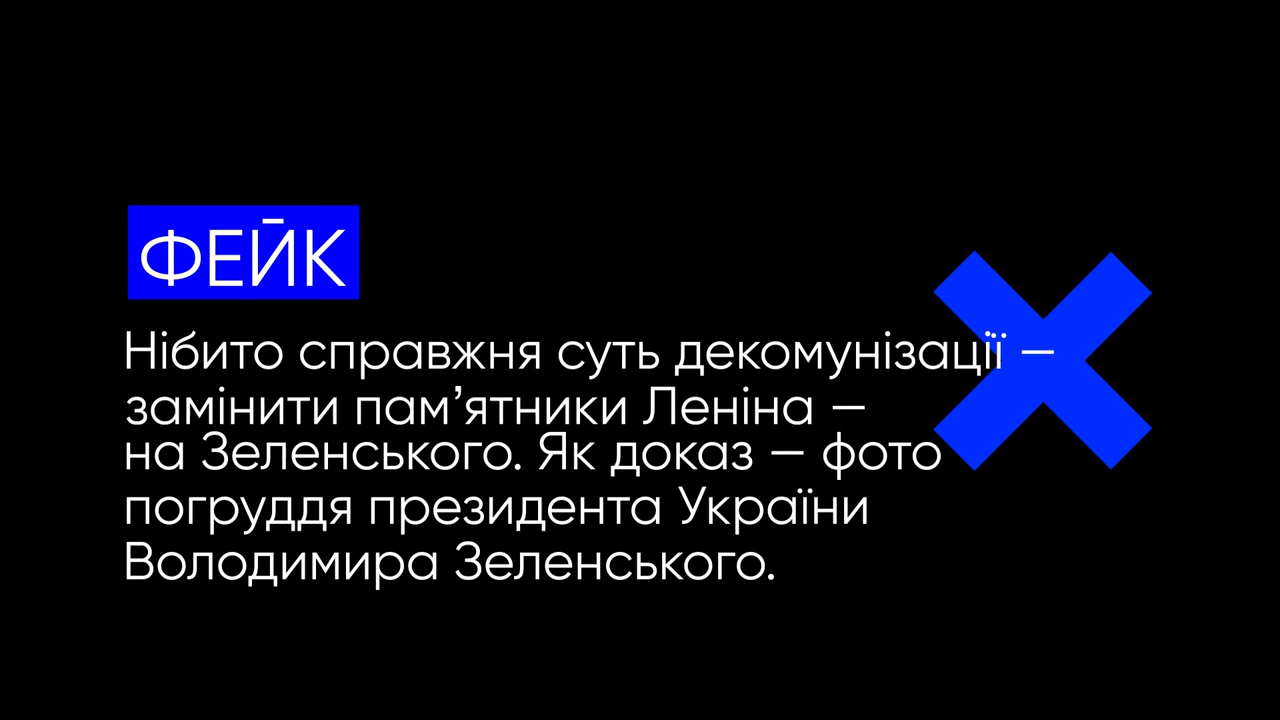 ФЕЙК
Нібито справжня суть декомунізації –
замінити пам’ятники Леніна –
на Зеленського. Як доказ – фото
погруддя президента України
Володимира Зеленського.